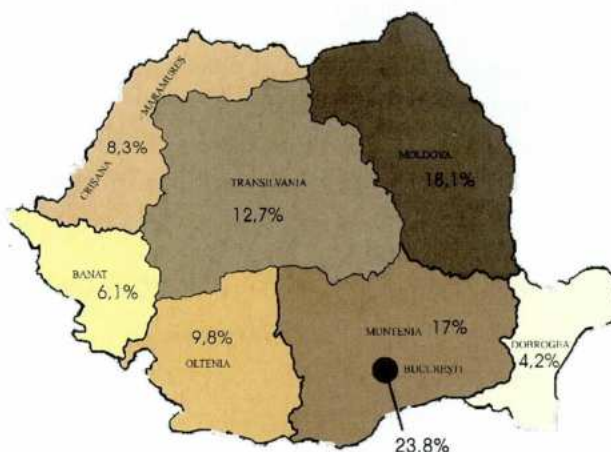 MARAMUREȘ
CRIȘANA
8,3%
TRANSILVANIA
12,7%
MOLDOVA
18,1%
BANAT
6,1%
9,8%
OLTENIA
MUNTENIA 17%
BUCUREȘTI
DOBROGEA
4,2%
23,8%